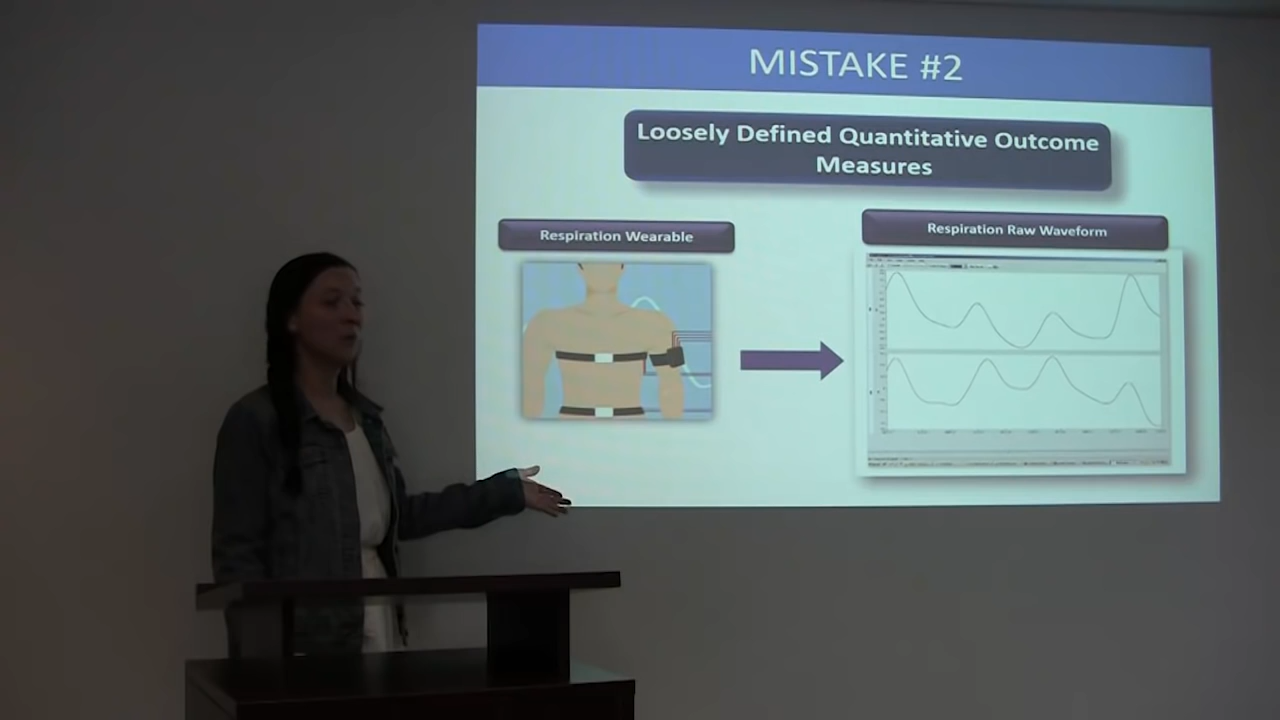 MISTAKE #2
Loosely Defined Quantitative Outcome
Measures
Respiration Wearable
Respiration Raw Waveform